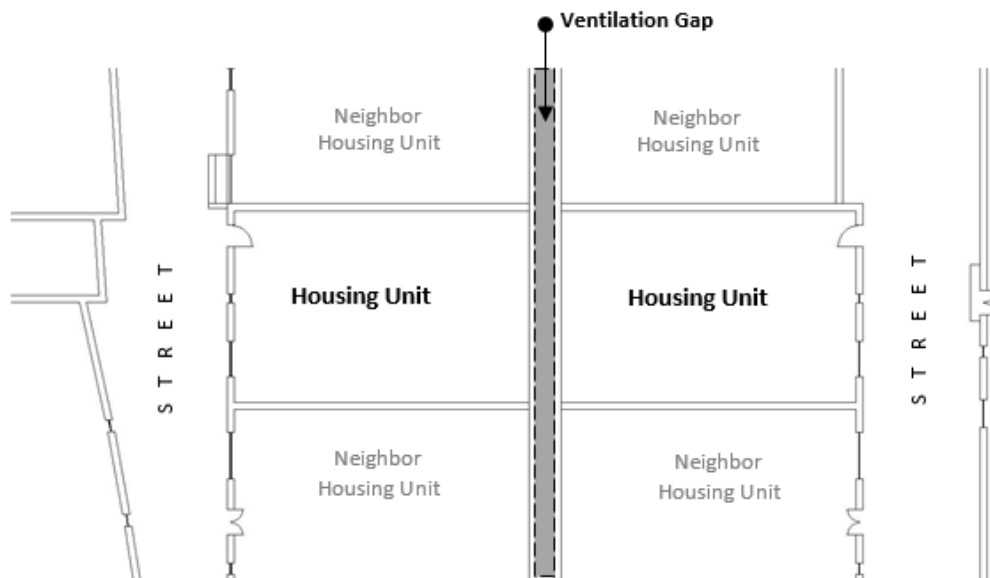 Ventilation Gap
Neighbor
Housing Unit
Neighbor
Housing Unit
STREET
Housing Unit
Housing Unit
STREET
Neighbor
Housing Unit
Neighbor
Housing Unit